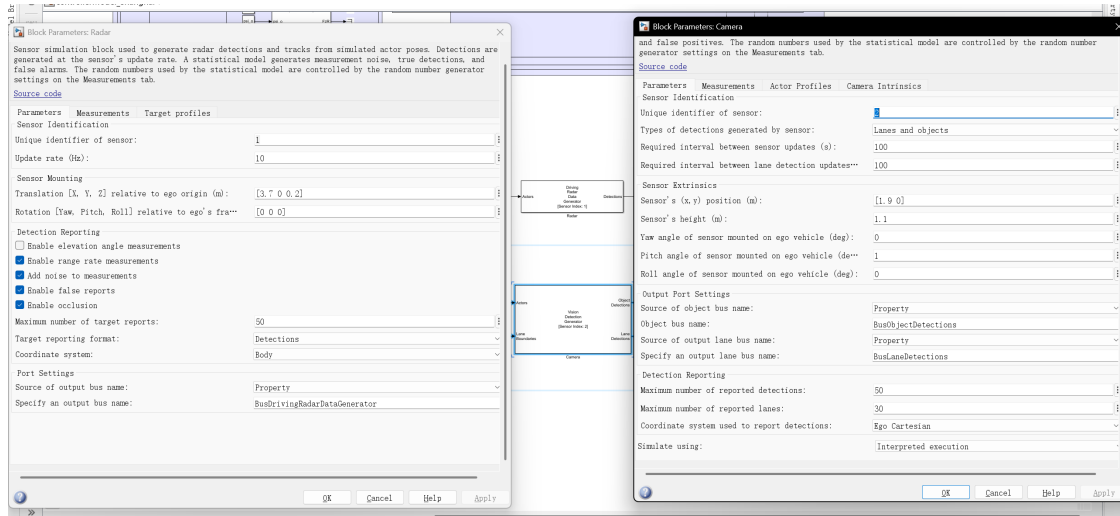 Block Parameters: Radar
Sensor simulation block used to generate radar detections and tracks from simulated actor poses. Detections are
generated at the sensor's update rate. A statistical model generates measurement noise, true detections, and
false alarms. The random numbers used by the statistical model are controlled by the random number generator
settings on the Measurements tab.
Source code
Parameters Measurements Target profiles
Sensor Identification
Unique identifier of sensor: 1
Update rate (Hz): 10
Sensor Mounting
Translation [X, Y, Z] relative to ego origin (m): [3.7 0 0.2]
Rotation [Yaw, Pitch, Roll] relative to ego's fra… [0 0 0]
Detection Reporting
Enable elevation angle measurements
Enable range rate measurements
Add noise to measurements
Enable false reports
Enable occlusion
Maximum number of target reports: 50
Target reporting format: Detections
Coordinate system: Body
Port Settings
Source of output bus name: Property
Specify an output bus name: BusDrivingRadarDataGenerator
OK Cancel Help Apply
Actors
Driving
Radar
Data
Generator
[Sensor Index: 1]
Detections
Radar
Actors
Lane
Boundaries
Vision
Detection
Generator
[Sensor Index: 2]
Object
Detections
Lane
Detections
Camera
Block Parameters: Camera
and false positives. The random numbers used by the statistical model are controlled by the random number
generator settings on the Measurements tab.
Source code
Parameters Measurements Actor Profiles Camera Intrinsics
Sensor Identification
Unique identifier of sensor: 2
Types of detections generated by sensor: Lanes and objects
Required interval between sensor updates (s): 100
Required interval between lane detection updates… 100
Sensor Extrinsics
Sensor's (x,y) position (m): [1.9 0]
Sensor's height (m): 1.1
Yaw angle of sensor mounted on ego vehicle (deg): 0
Pitch angle of sensor mounted on ego vehicle (de… 1
Roll angle of sensor mounted on ego vehicle (deg): 0
Output Port Settings
Source of object bus name: Property
Object bus name: BusObjectDetections
Source of output lane bus name: Property
Specify an output lane bus name: BusLaneDetections
Detection Reporting
Maximum number of reported detections: 50
Maximum number of reported lanes: 30
Coordinate system used to report detections: Ego Cartesian
Simulate using: Interpreted execution
OK Cancel Help Apply